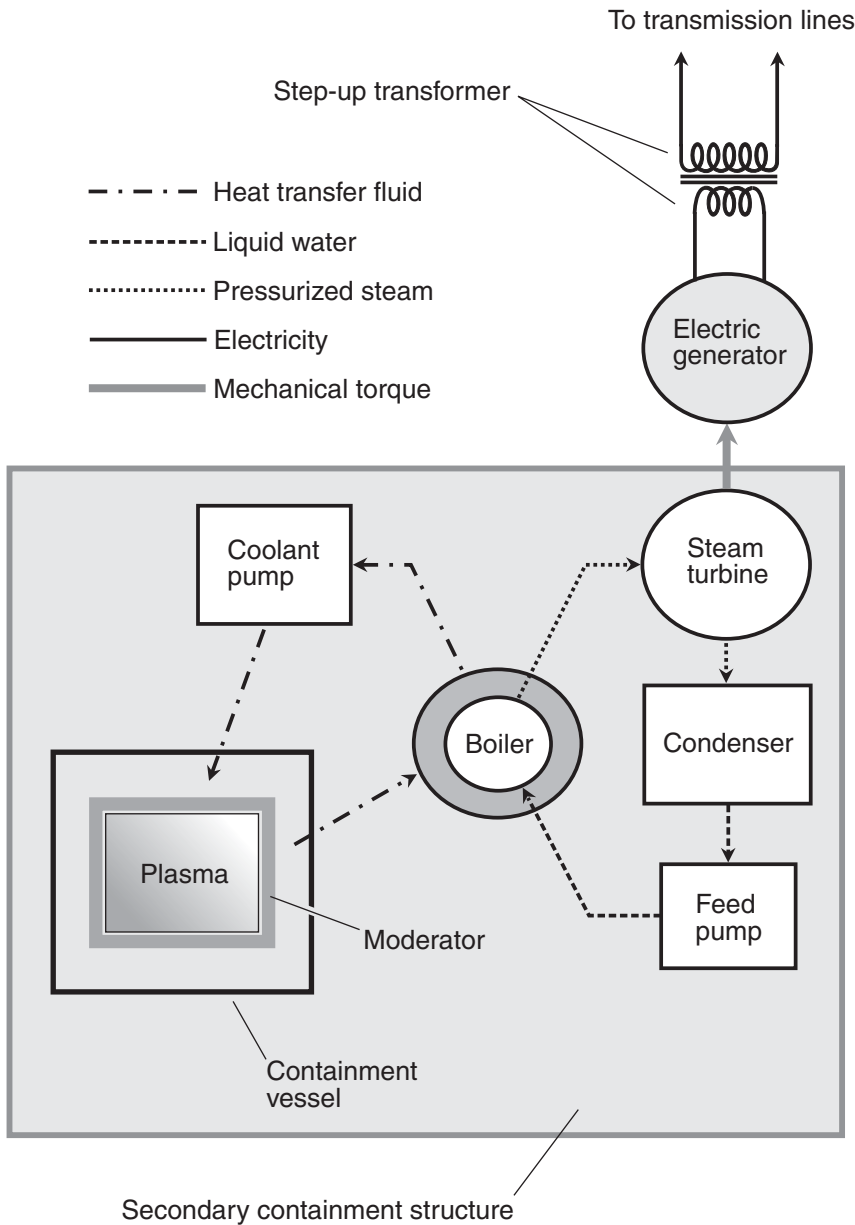 To transmission lines
Step-up transformer
Heat transfer fluid
Liquid water
Pressurized steam
Electricity
Mechanical torque
Electric
generator
Coolant
pump
Steam
turbine
Boiler
Condenser
Plasma
Feed
pump
Moderator
Containment
vessel
Secondary containment structure